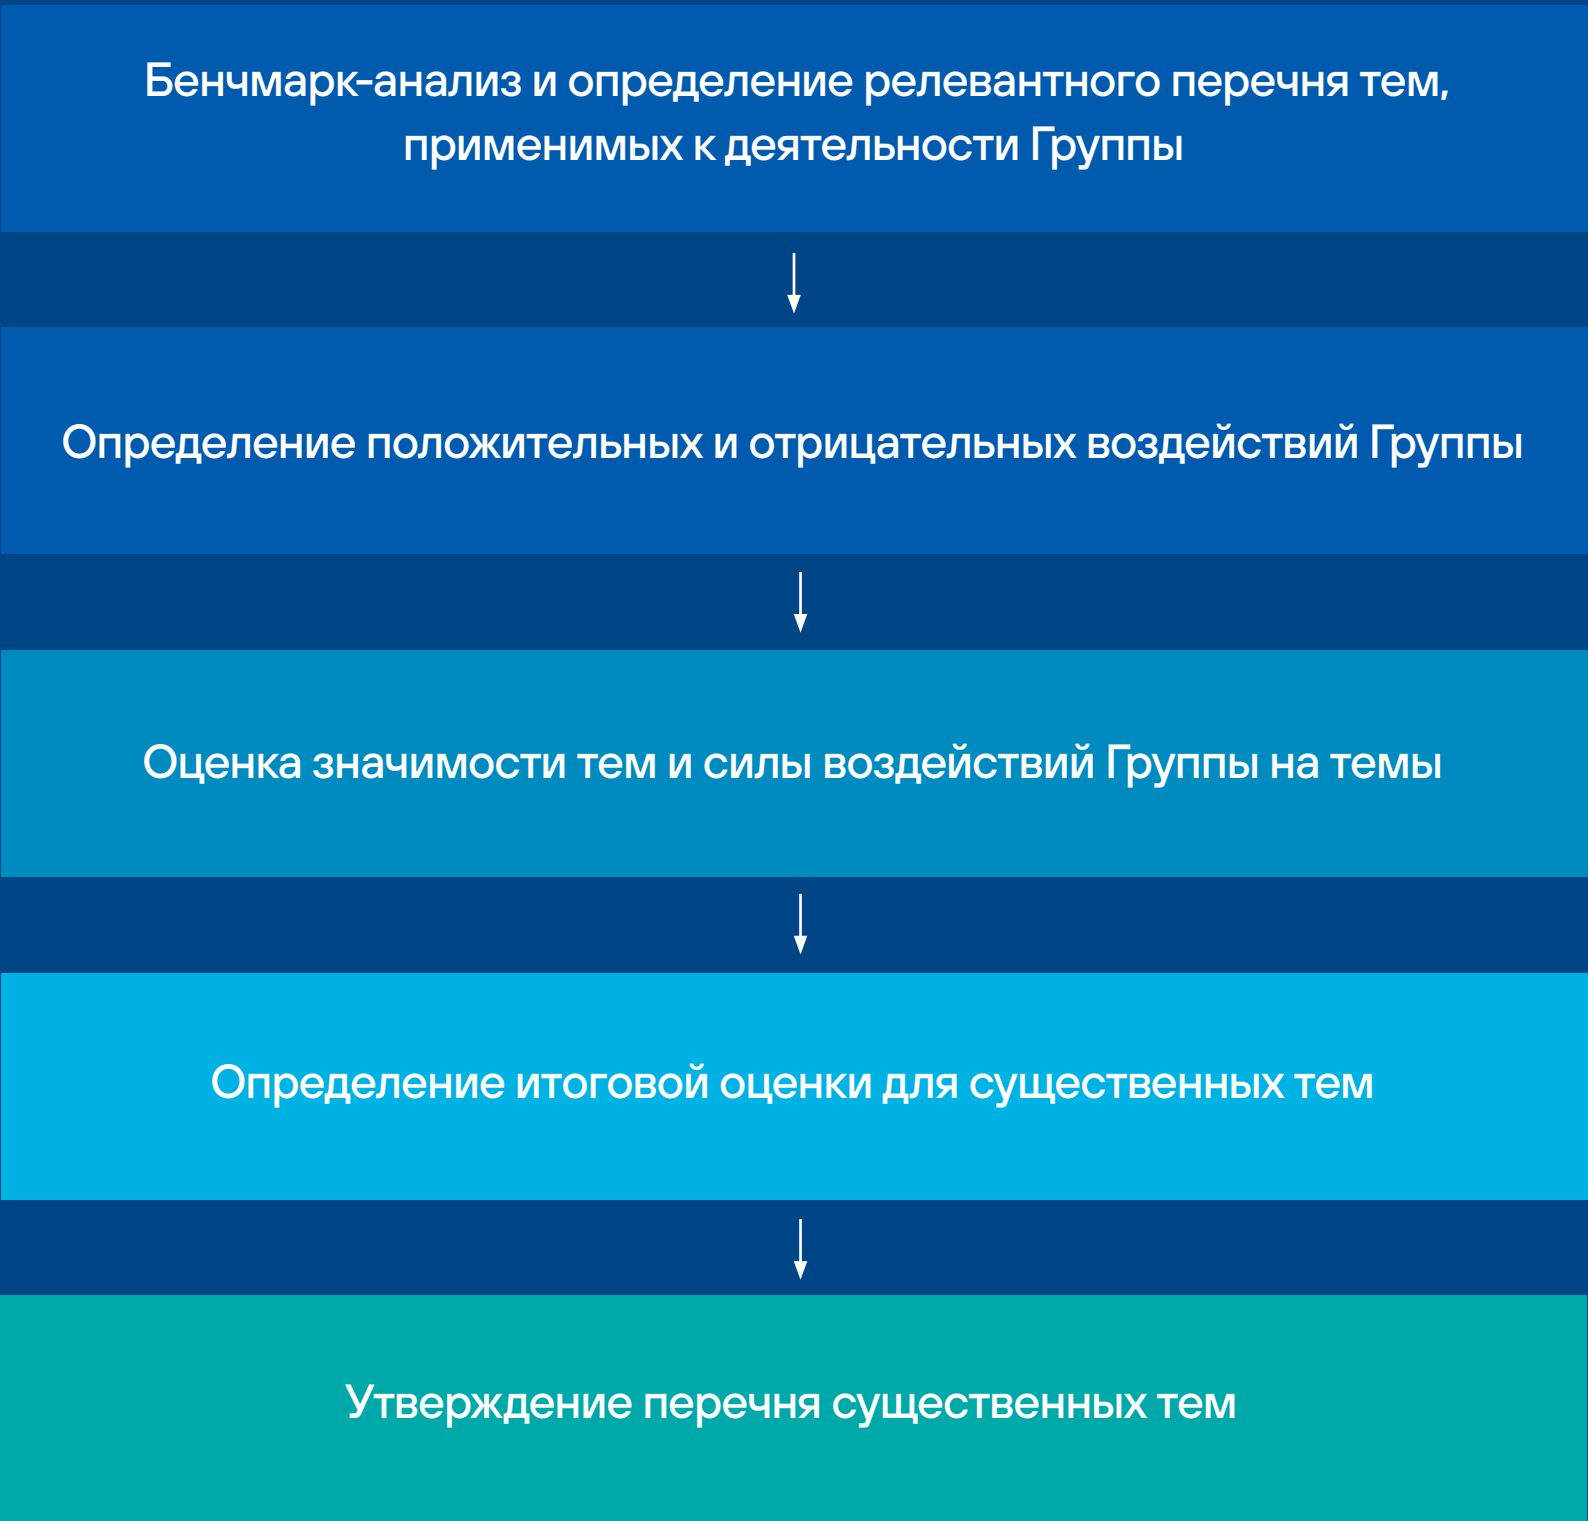 Бенчмарк-анализ и определение релевантного перечня тем,
применимых к деятельности Группы
Определение положительных и отрицательных воздействий Группы
Оценка значимости тем и силы воздействий Группы на темы
Определение итоговой оценки для существенных тем
Утверждение перечня существенных тем